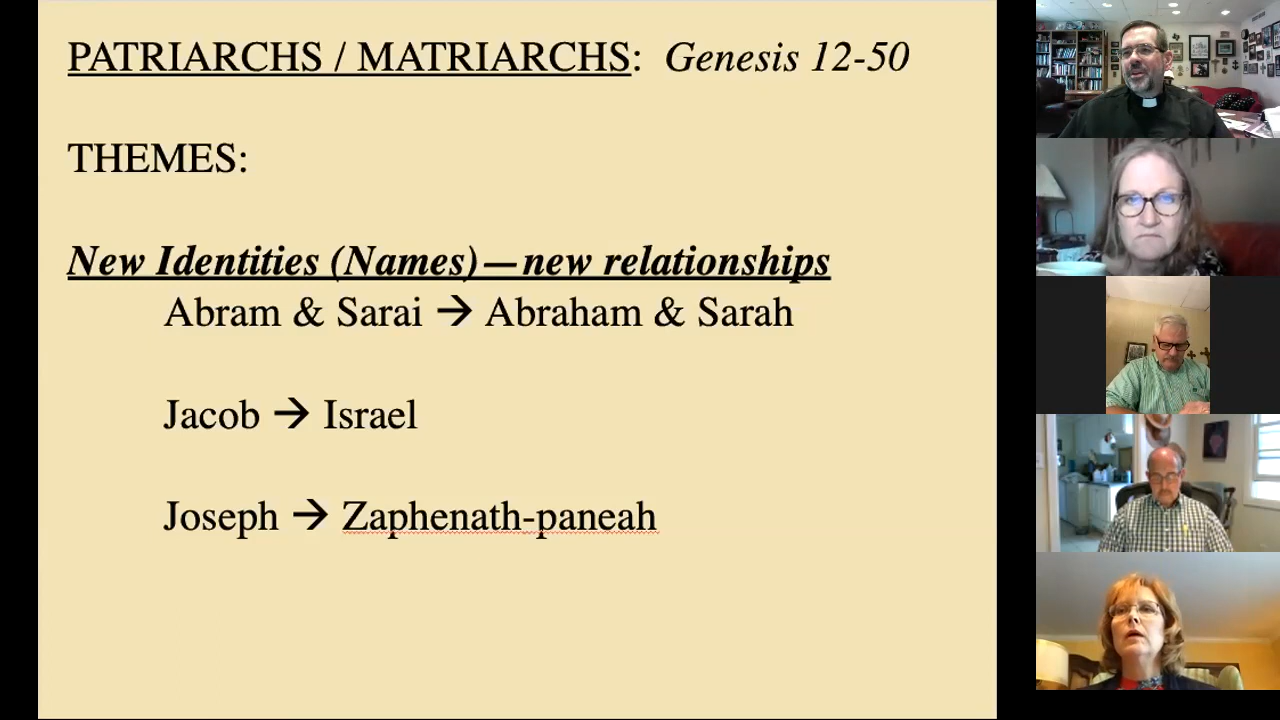 PATRIARCHS / MATRIARCHS: Genesis 12-50
THEMES:
New Identities (Names)—new relationships
Abram & Sarai → Abraham & Sarah
Jacob → Israel
Joseph → Zaphenath-paneah